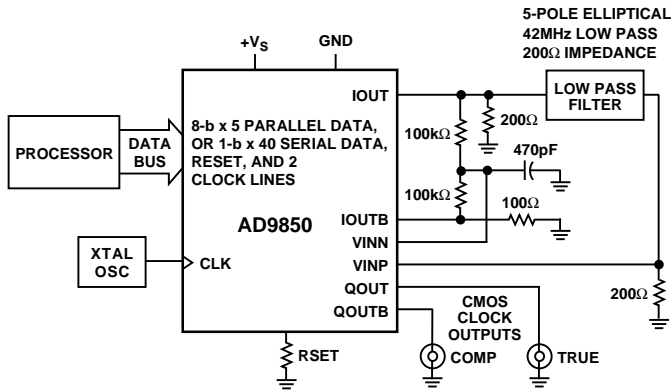 5-POLE ELLIPTICAL
42MHz LOW PASS
200Ω IMPEDANCE
+VS
GND
IOUT
LOW PASS
FILTER
8-b x 5 PARALLEL DATA,
OR 1-b x 40 SERIAL DATA,
RESET, AND 2
CLOCK LINES
100kΩ
200Ω
PROCESSOR
DATA
BUS
470pF
100kΩ
100Ω
AD9850
IOUTB
VINN
XTAL
OSC
CLK
VINP
QOUT
200Ω
QOUTB
CMOS
CLOCK
OUTPUTS
RSET
COMP
TRUE